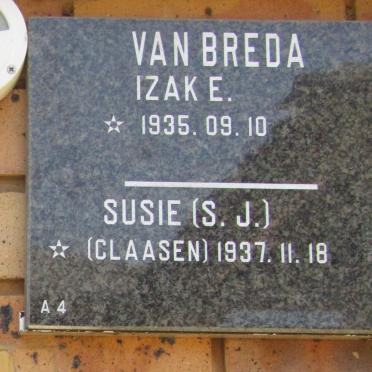 VAN BREDA
IZAK E.
☆ 1935. 09. 10
SUSIE (S. J.)
☆ (CLAASEN) 1937. 11. 18
A 4